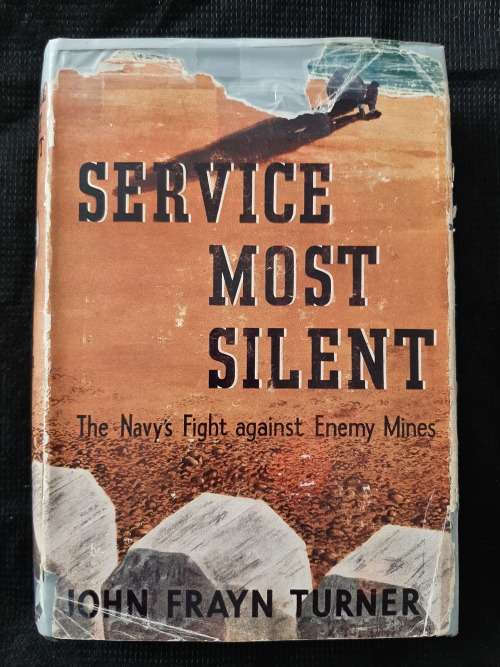 SERVICE
MOST
SILENT
The Navy's Fight against Enemy Mines
JOHN FRAYN TURNER